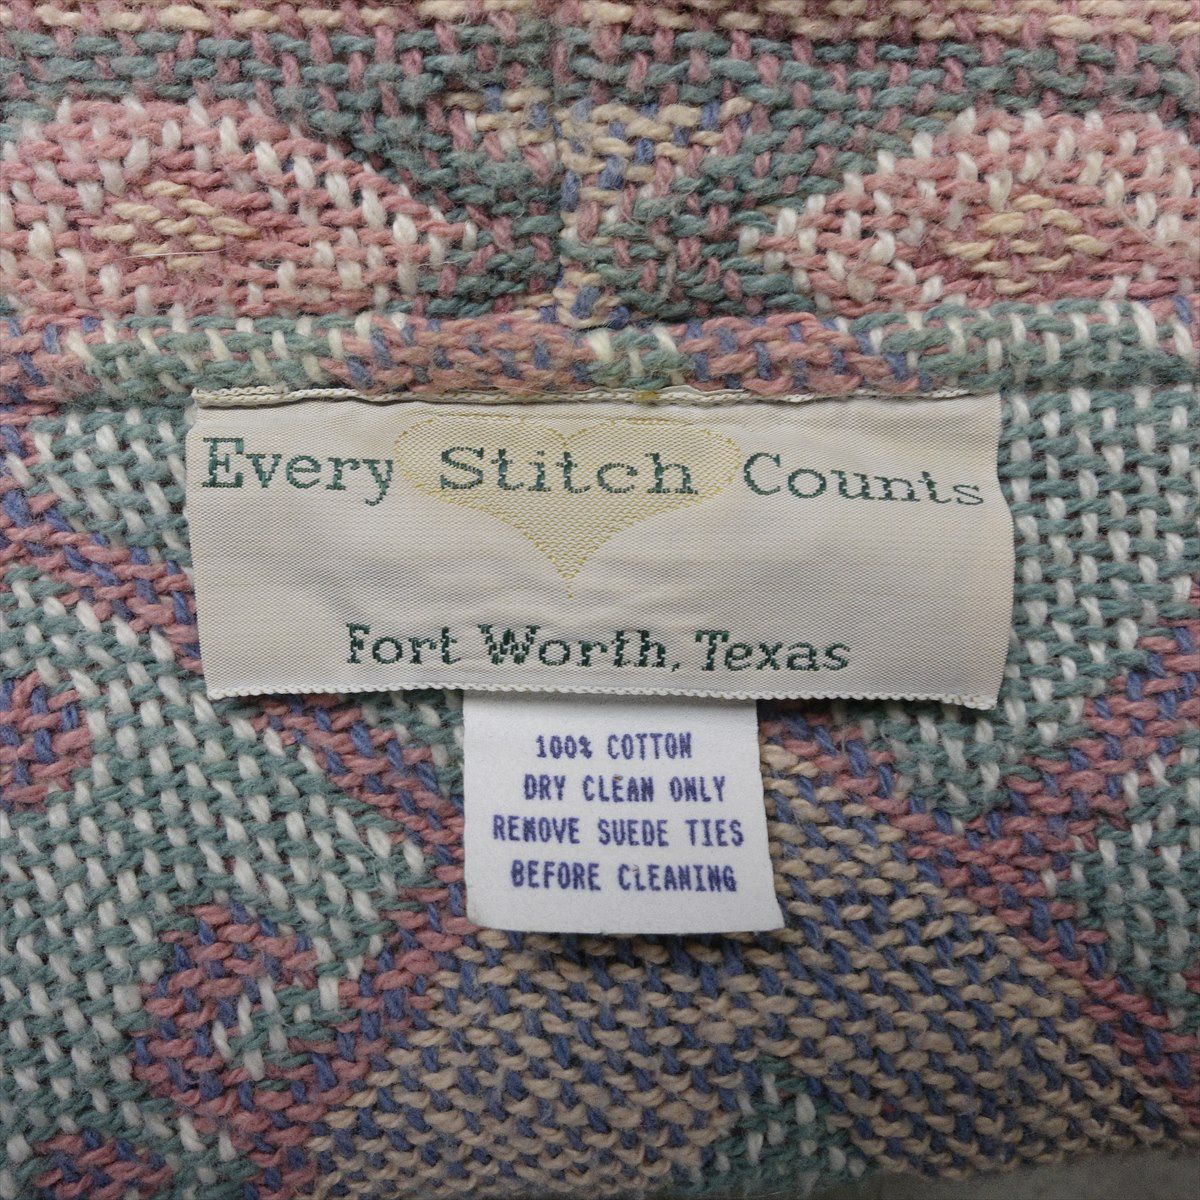 Every Stitch Counts
Fort Worth, Texas
100% COTTON
DRY CLEAN ONLY
REMOVE SUEDE TIES
BEFORE CLEANING